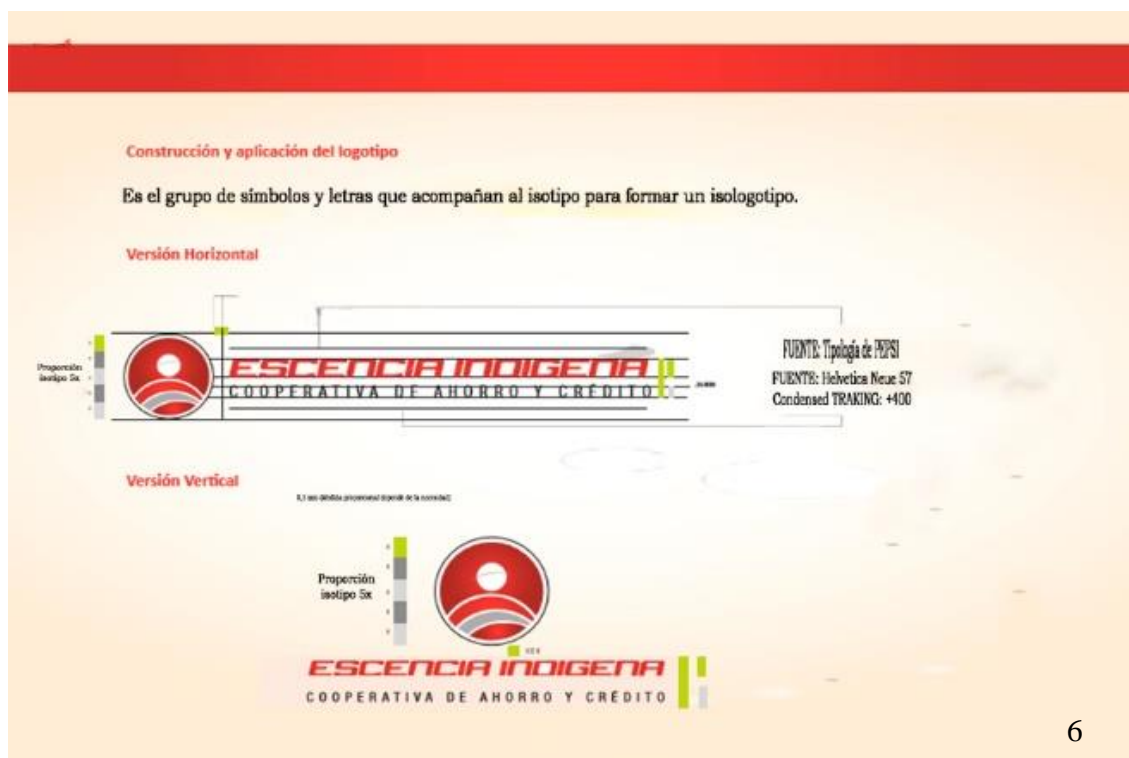 Construcción y aplicación del logotipo
Es el grupo de símbolos y letras que acompañan al isotipo para formar un isologotipo.
Versión Horizontal
Proporción
isotipo 5x
ESCENCIA INDIGENA
COOPERATIVA DE AHORRO Y CRÉDITO
FUENTE: Tipología de PEPSI
FUENTE: Helvetica Neue 57
Condensed TRAKING: +400
Versión Vertical
Proporción
isotipo 5x
ESCENCIA INDIGENA
COOPERATIVA DE AHORRO Y CRÉDITO
6